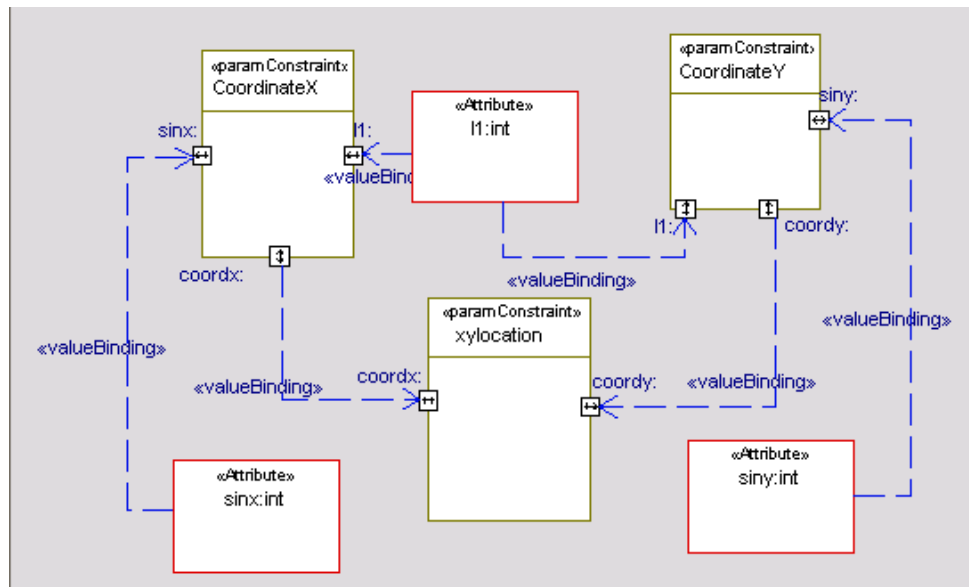 «paramConstraint»
CoordinateX
sinx:
l1:
«valueBind
coordx:
«Attribute»
l1:int
«paramConstraint»
CoordinateY
siny:
l1:
coordy:
«valueBinding»
«valueBinding»
«valueBinding»
«valueBinding»
«valueBinding»
«paramConstraint»
xylocation
coordx:
coordy:
«Attribute»
sinx:int
«Attribute»
siny:int